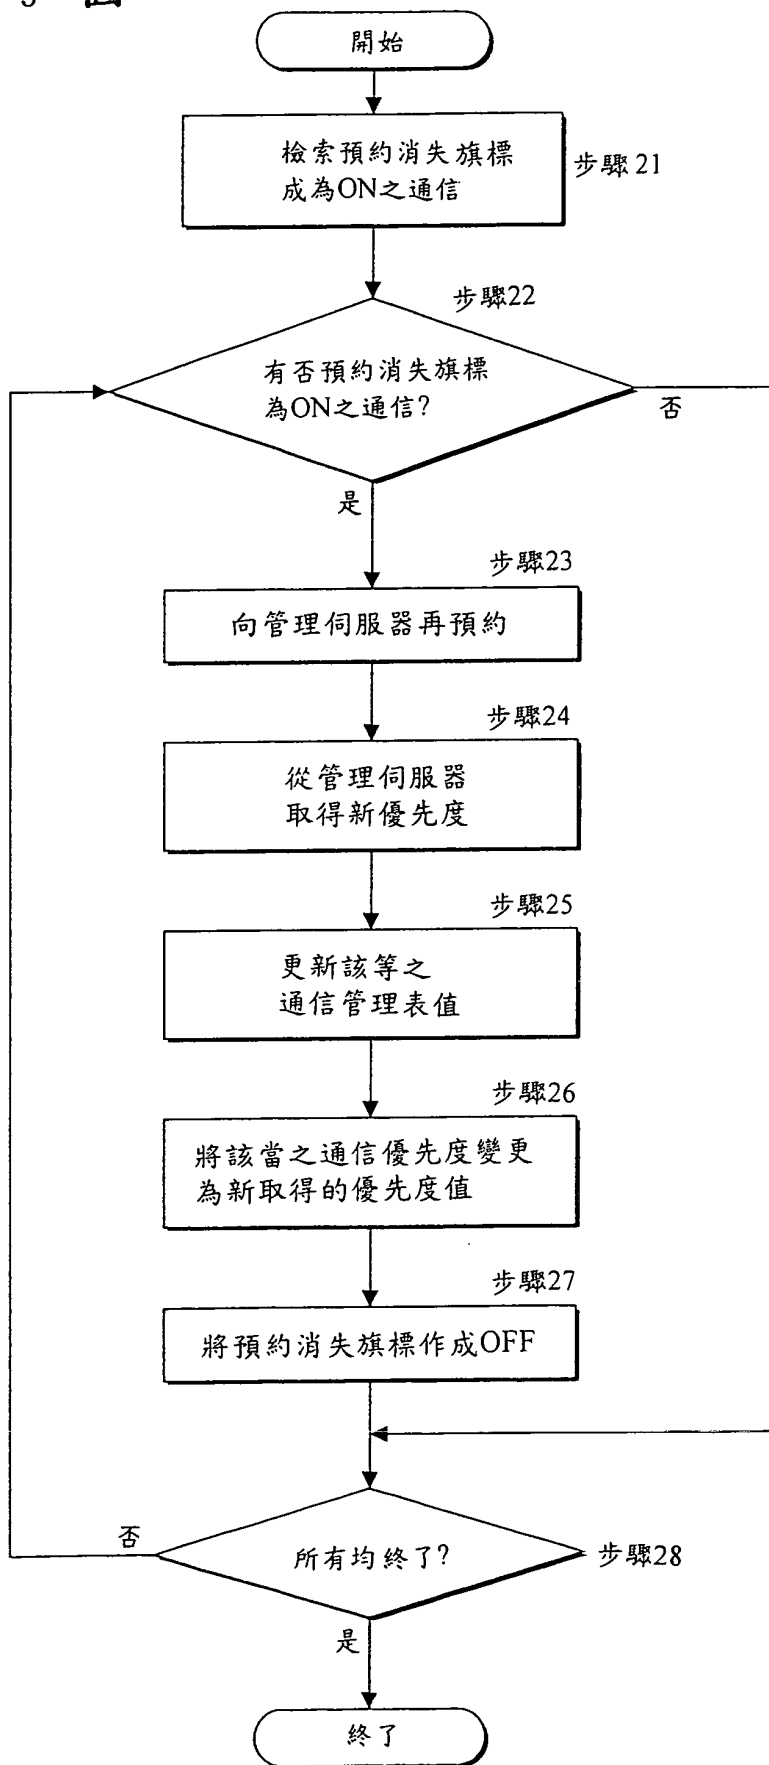 圖
開始
檢索預約消失旗標
成為ON之通信
步驟21
步驟22
有否預約消失旗標
為ON之通信?
否
是
步驟23
向管理伺服器再預約
步驟24
從管理伺服器
取得新優先度
步驟25
更新該等之
通信管理表值
步驟26
將該當之通信優先度變更
為新取得的優先度值
步驟27
將預約消失旗標作成OFF
否
所有均終了?
步驟28
是
終了